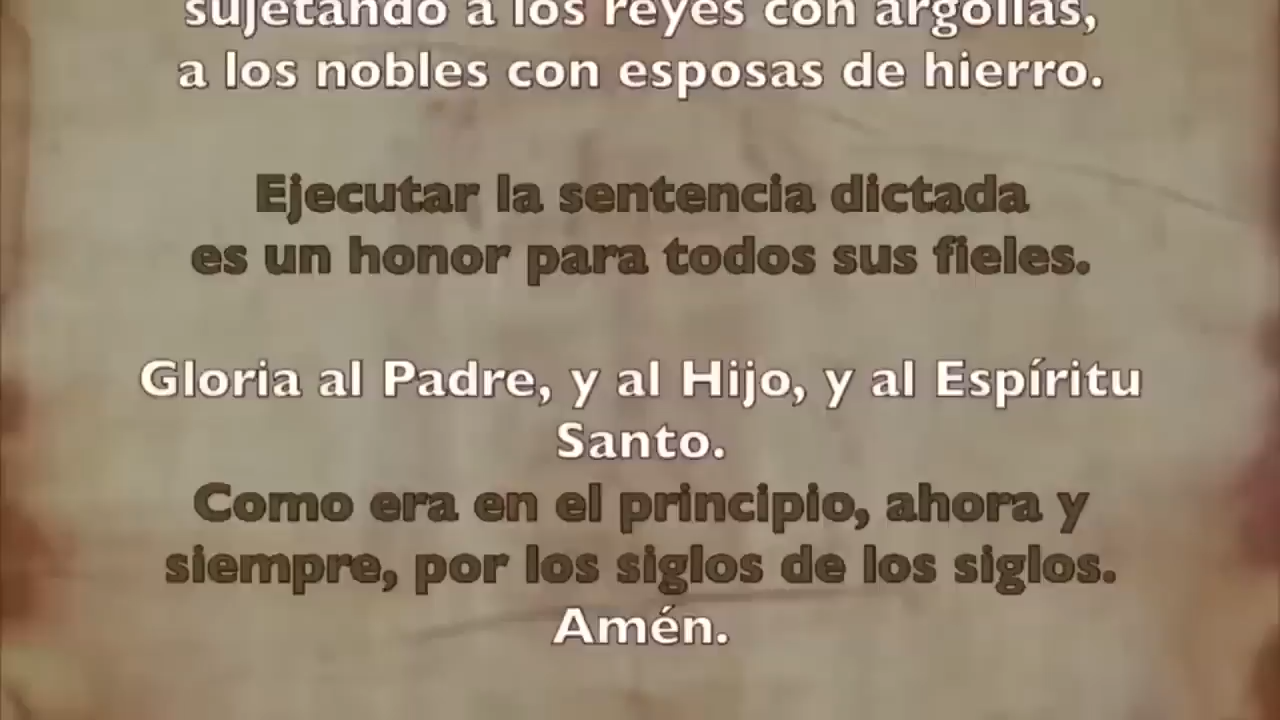 sujetando a los reyes con argollas,
a los nobles con esposas de hierro.
Ejecutar la sentencia dictada
es un honor para todos sus fieles.
Gloria al Padre, y al Hijo, y al Espíritu
Santo.
Como era en el principio, ahora y
siempre, por los siglos de los siglos.
Amén.